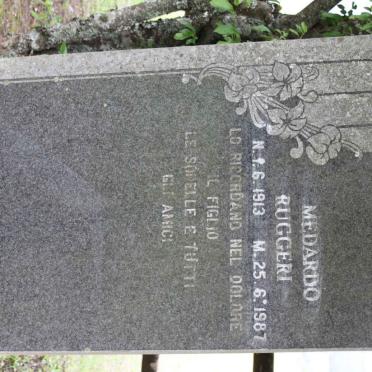 MEDARDO
RUGGERI
N.1.6.1913 M.25.6.1987
LO RICORDANO NEL DOLORE
IL FIGLIO
LE SORELLE E TUTTI
GLI AMICI